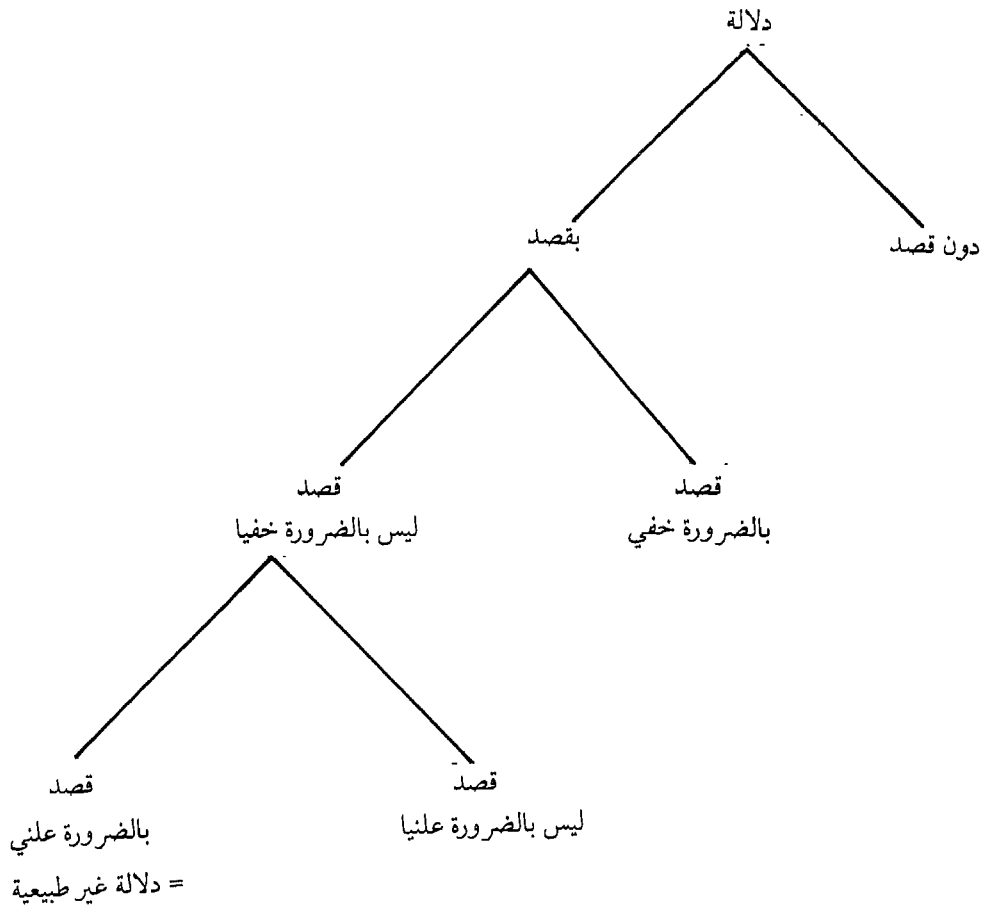 دلالة
دون قصد
بقصد
قصد
بالضرورة خفي
قصد
ليس بالضرورة خفيا
قصد
ليس بالضرورة علنيا
قصد
بالضرورة علني
= دلالة غير طبيعية